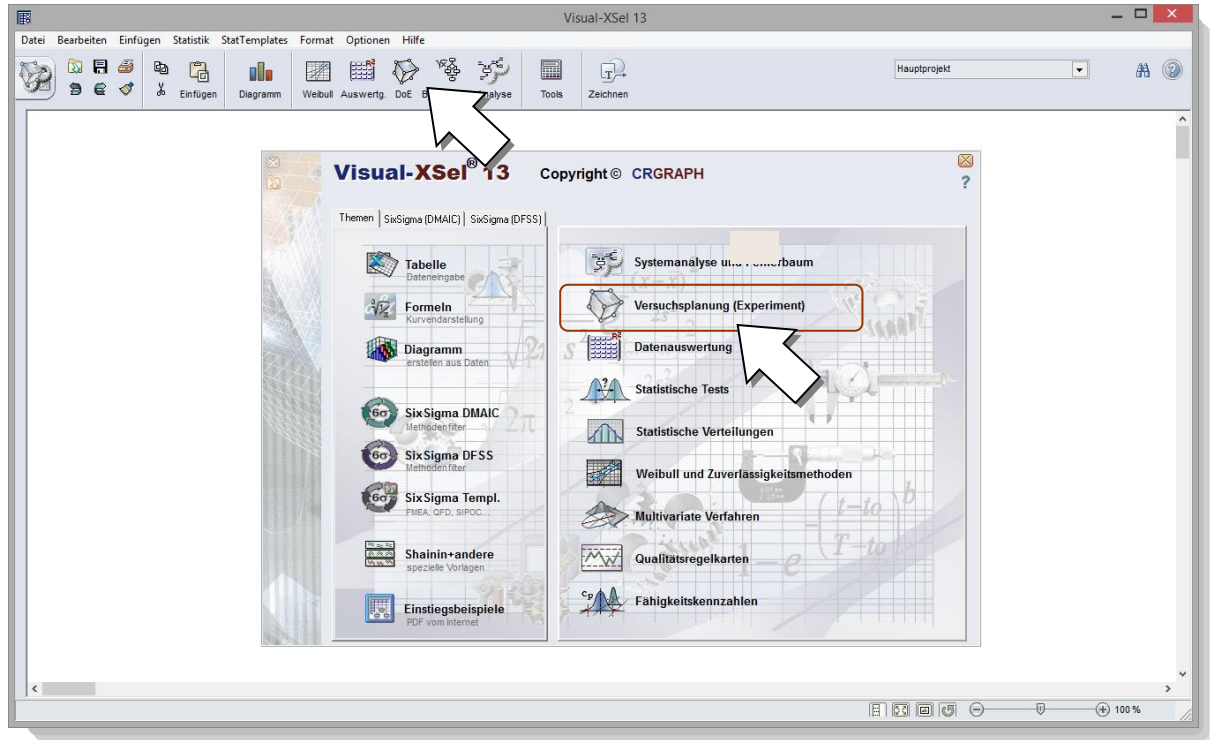 Visual-XSel 13
Datei Bearbeiten Einfügen Statistik StatTemplates Format Optionen Hilfe
Einfügen Diagramm Weibull Auswertg. DoE Tools Zeichnen
Hauptprojekt
Visual-XSel® 13 Copyright © CRGRAPH
?
Themen SixSigma (DMAIC) SixSigma (DFSS)
Tabelle
Dateneingabe
Formeln
Kurvendarstellung
Diagramm
erstellen aus Daten
SixSigma DMAIC
Methodenfilter
SixSigma DFSS
Methodenfilter
SixSigma Templ.
FMEA, QFD, SIPOC...
Shainin+andere
spezielle Vorlagen
Einstiegsbeispiele
PDF vom Internet
Systemanalyse
Versuchsplanung (Experiment)
Datenauswertung
Statistische Tests
Statistische Verteilungen
Weibull und Zuverlässigkeitsmethoden
Multivariate Verfahren
Qualitätsregelkarten
Fähigkeitskennzahlen
100 %